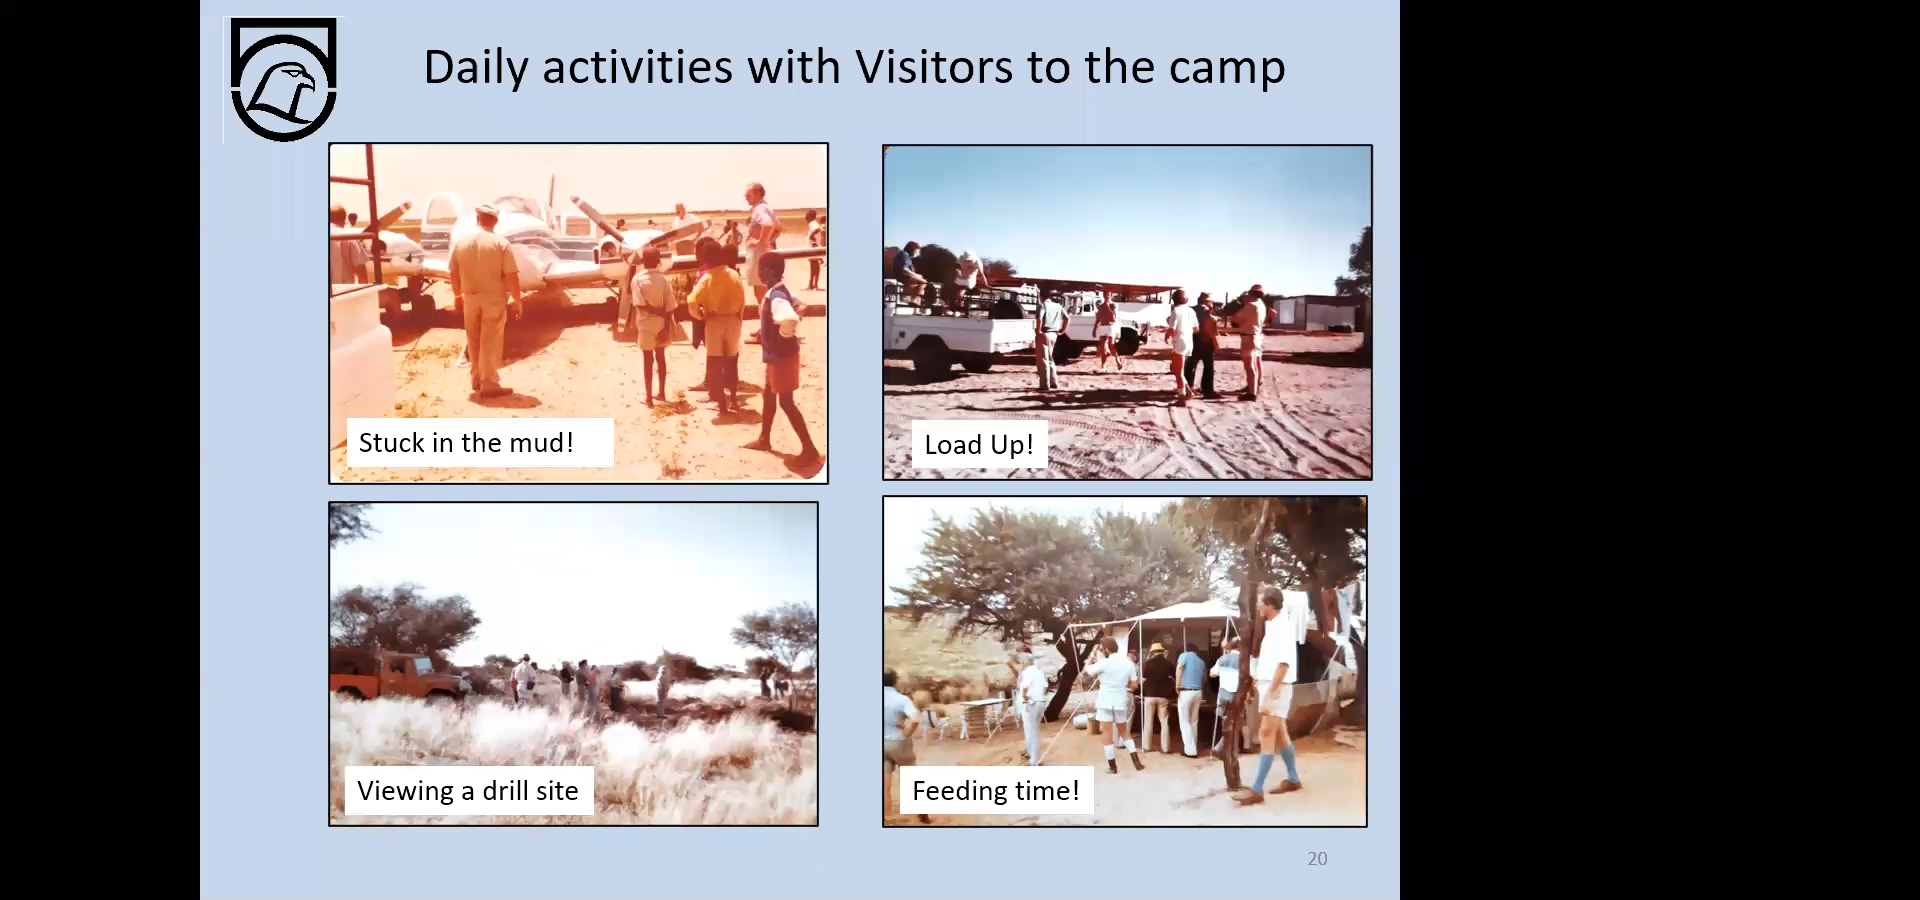 Daily activities with Visitors to the camp
Stuck in the mud!
Load Up!
Viewing a drill site
Feeding time!
20